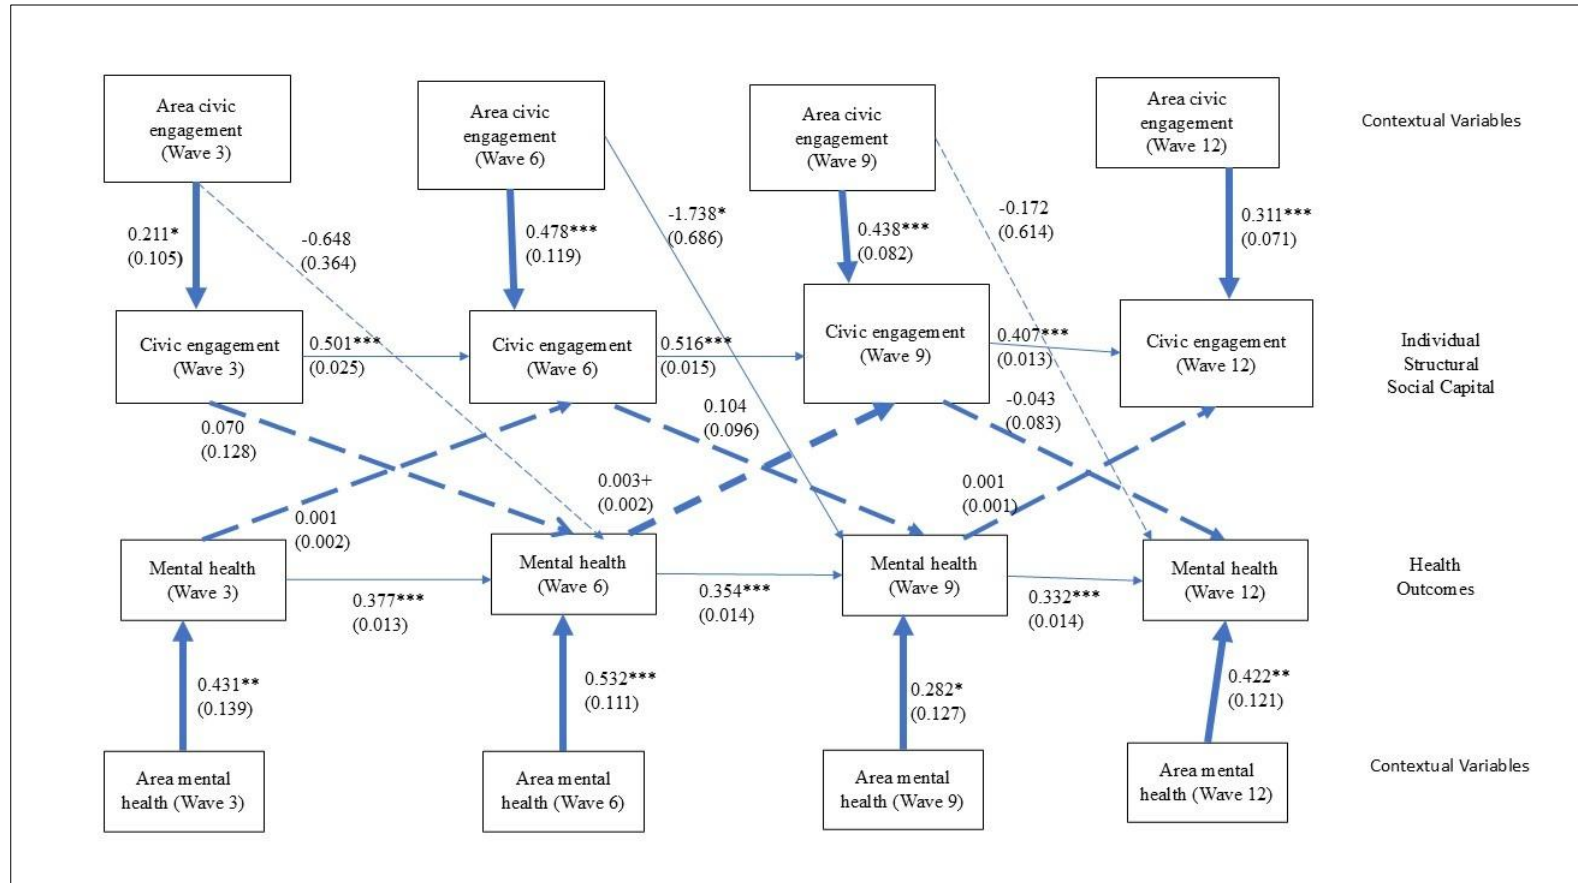 Area civic
engagement
(Wave 3)
Area civic
engagement
(Wave 6)
Area civic
engagement
(Wave 9)
Area civic
engagement
(Wave 12)
Contextual Variables
0.211*
(0.105)
-0.648
(0.364)
0.478***
(0.119)
-1.738*
(0.686)
0.438***
(0.082)
-0.172
(0.614)
0.311***
(0.071)
Civic engagement
(Wave 3)
0.501***
(0.025)
Civic engagement
(Wave 6)
0.516***
(0.015)
Civic engagement
(Wave 9)
0.407***
(0.013)
Civic engagement
(Wave 12)
Individual
Structural
Social Capital
0.070
(0.128)
0.104
(0.096)
-0.043
(0.083)
0.001
(0.002)
0.003+
(0.002)
0.001
(0.001)
Mental health
(Wave 3)
0.377***
(0.013)
Mental health
(Wave 6)
0.354***
(0.014)
Mental health
(Wave 9)
0.332***
(0.014)
Mental health
(Wave 12)
Health
Outcomes
0.431**
(0.139)
0.532***
(0.111)
0.282*
(0.127)
0.422**
(0.121)
Area mental
health (Wave 3)
Area mental
health (Wave 6)
Area mental
health (Wave 9)
Area mental
health (Wave 12)
Contextual Variables